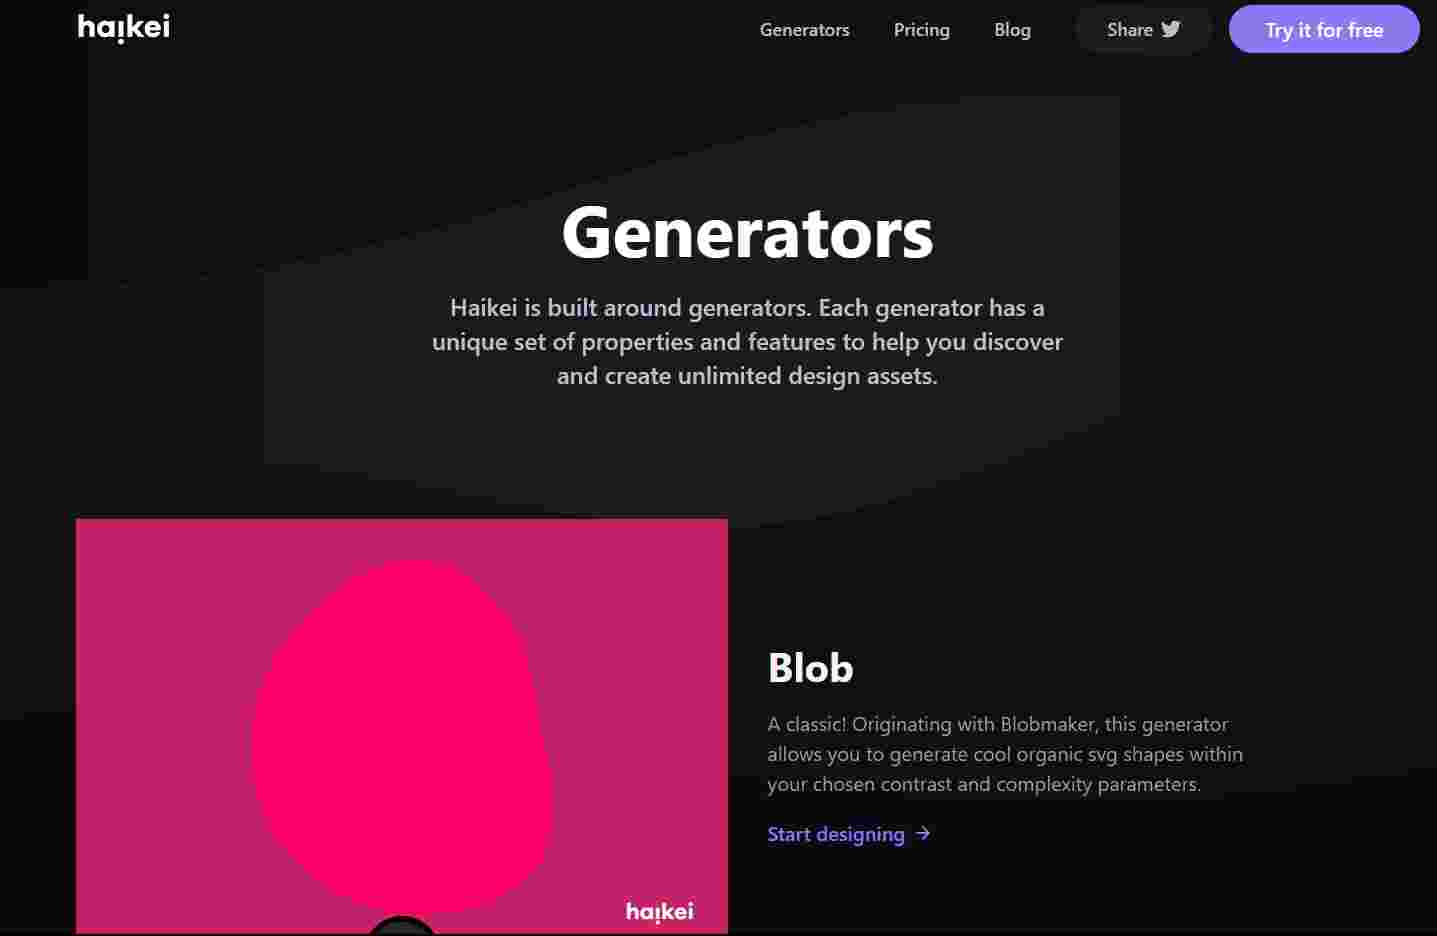 haikei
Generators
Pricing
Blog
Share
Try it for free
Generators
Haikei is built around generators. Each generator has a
unique set of properties and features to help you discover
and create unlimited design assets.
Blob
A classic! Originating with Blobmaker, this generator
allows you to generate cool organic svg shapes within
your chosen contrast and complexity parameters.
Start designing →
haikei